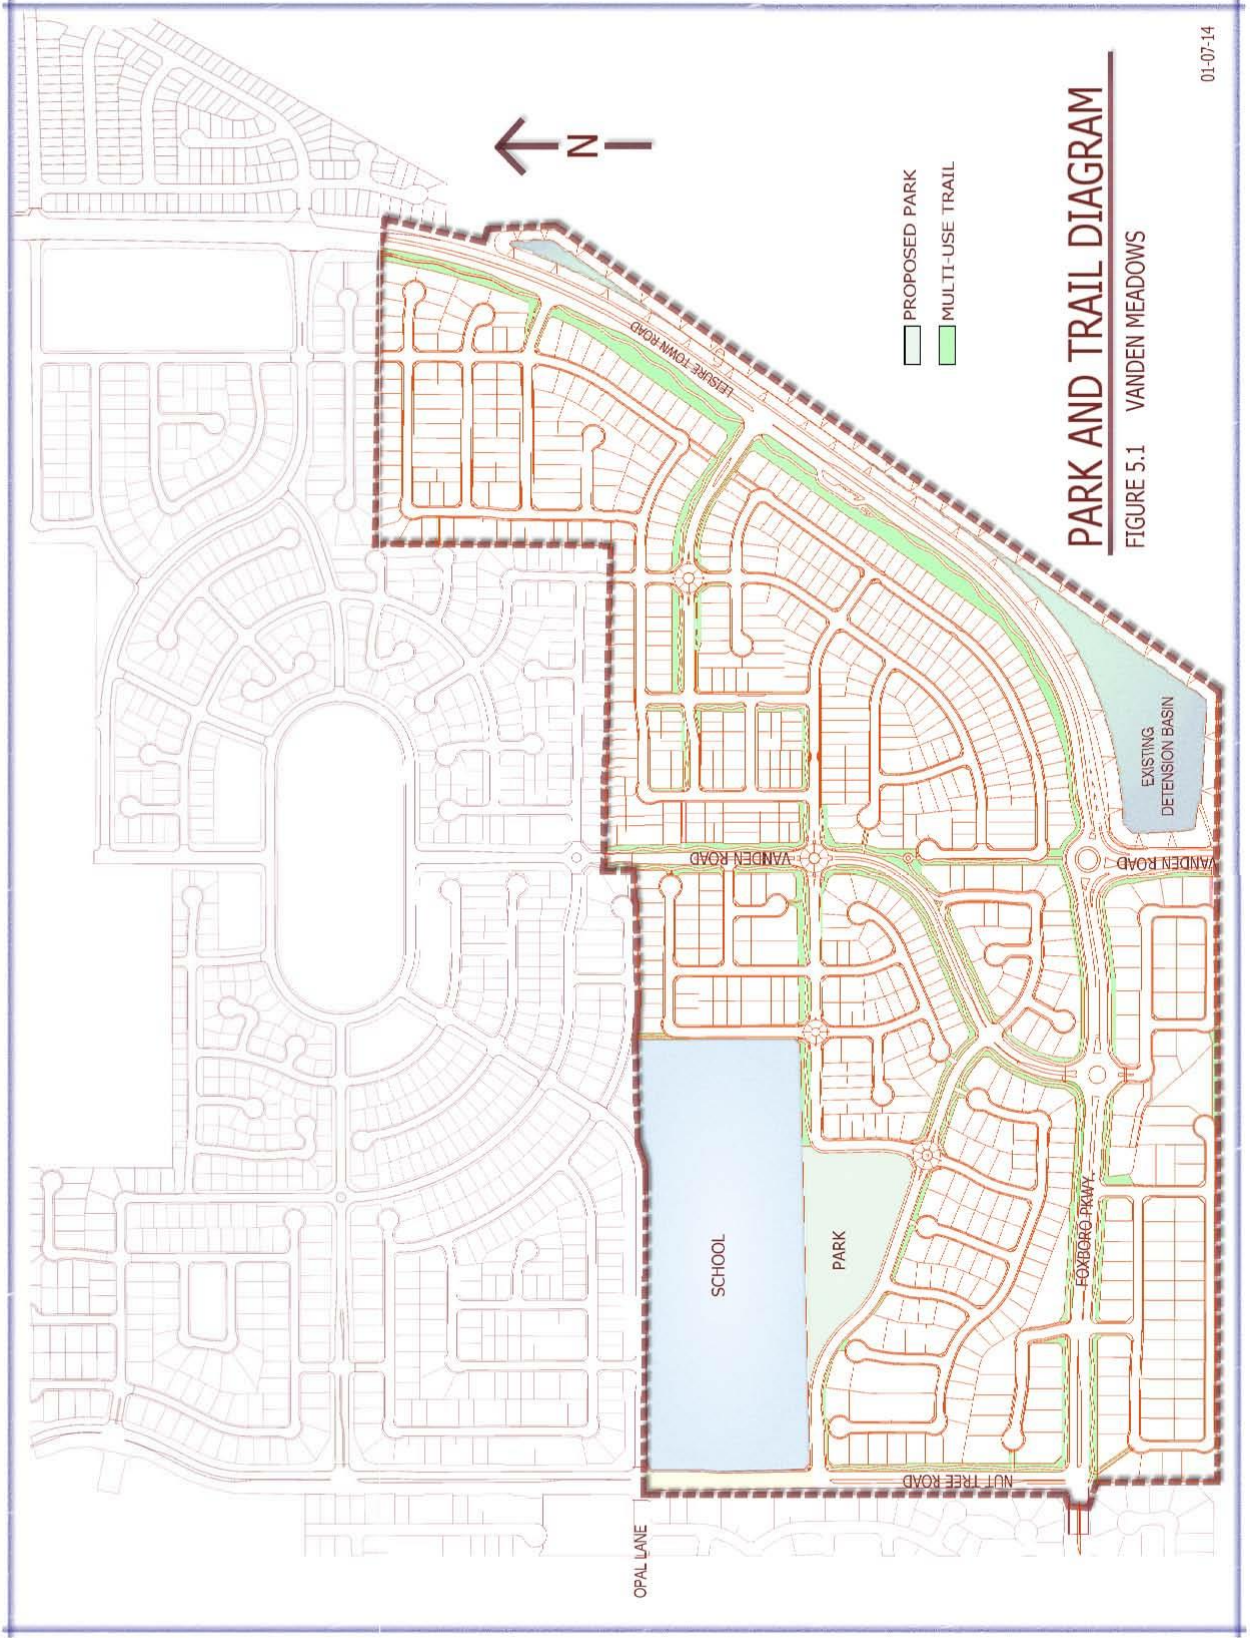 LEISURE TOWN ROAD
N
PROPOSED PARK
MULTI-USE TRAIL
PARK AND TRAIL DIAGRAM
FIGURE 5.1 VANDEN MEADOWS
01-07-14
EXISTING
DETENSION BASIN
VANDEN ROAD
VANDEN ROAD
SCHOOL
PARK
FOXBORO PKWY
NUT TREE ROAD
OPAL LANE